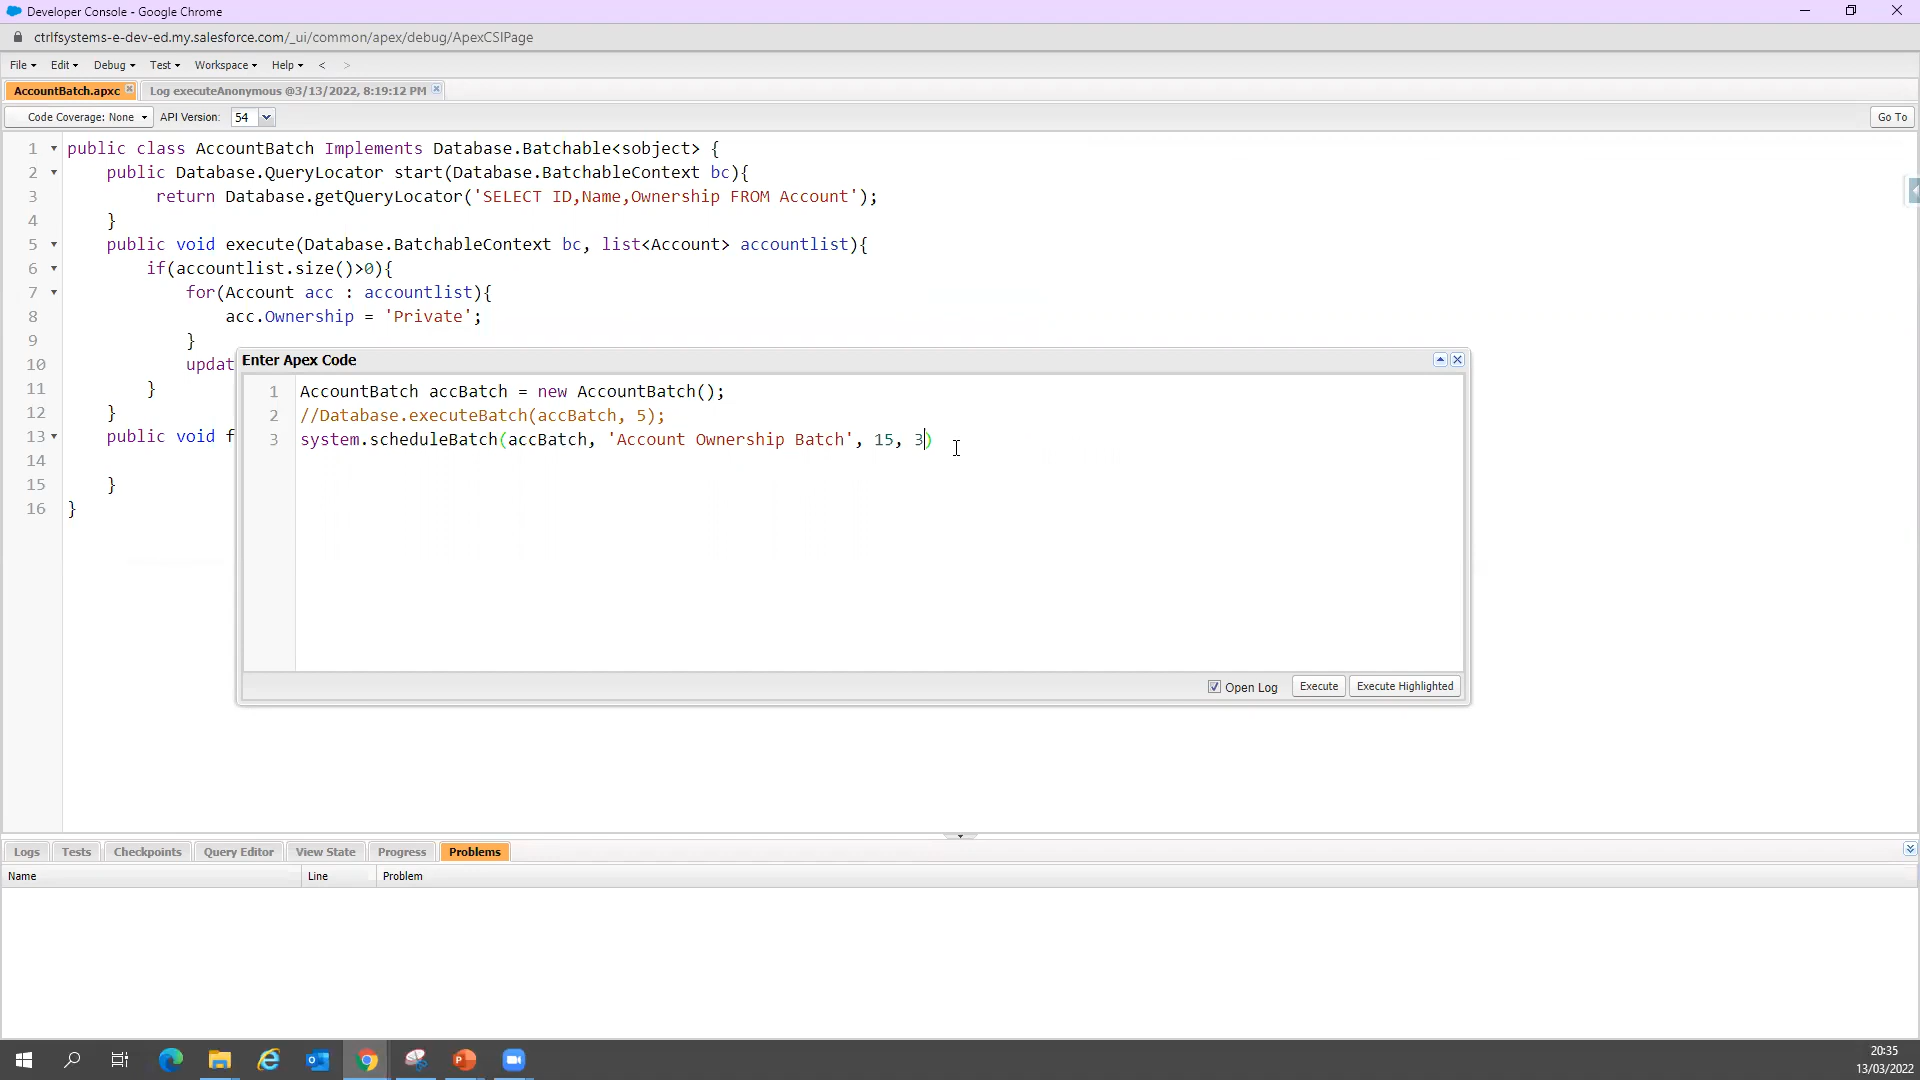 Developer Console - Google Chrome
ctrlfsystems-e-dev-ed.my.salesforce.com/_ui/common/apex/debug/ApexCSIPage
File Edit Debug Test Workspace Help < >
AccountBatch.apxc Log executeAnonymous @3/13/2022, 8:19:12 PM
Code Coverage: None API Version: 54 Go To
1 public class AccountBatch Implements Database.Batchable<sobject> {
2 public Database.QueryLocator start(Database.BatchableContext bc){
3 return Database.getQueryLocator('SELECT ID,Name,Ownership FROM Account');
4 }
5 public void execute(Database.BatchableContext bc, list<Account> accountlist){
6 if(accountlist.size()>0){
7 for(Account acc : accountlist){
8 acc.Ownership = 'Private';
9 }
10 updat
11 }
12 }
13 public void f
14
15 }
16 }
Enter Apex Code
1 AccountBatch accBatch = new AccountBatch();
2 //Database.executeBatch(accBatch, 5);
3 system.scheduleBatch(accBatch, 'Account Ownership Batch', 15, 3)
Open Log Execute Execute Highlighted
Logs Tests Checkpoints Query Editor View State Progress Problems
Name Line Problem
20:35
13/03/2022